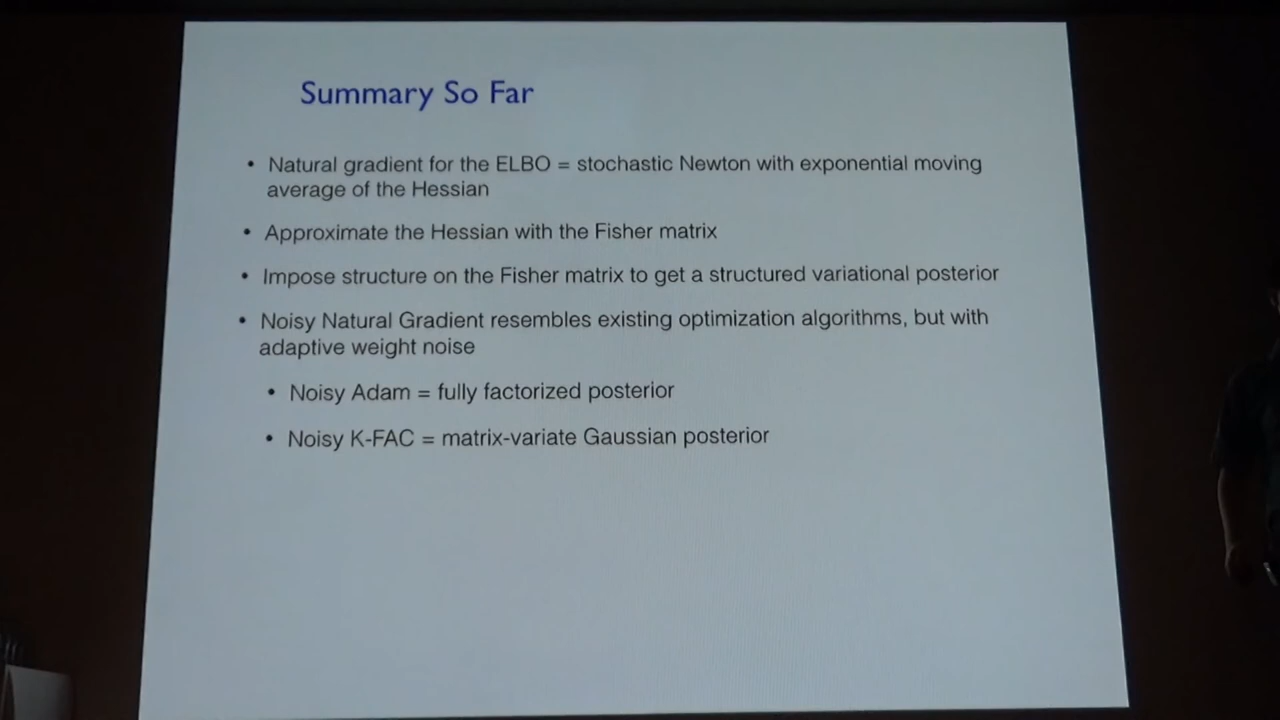 Summary So Far
• Natural gradient for the ELBO = stochastic Newton with exponential moving
average of the Hessian
• Approximate the Hessian with the Fisher matrix
• Impose structure on the Fisher matrix to get a structured variational posterior
• Noisy Natural Gradient resembles existing optimization algorithms, but with
adaptive weight noise
• Noisy Adam = fully factorized posterior
• Noisy K-FAC = matrix-variate Gaussian posterior